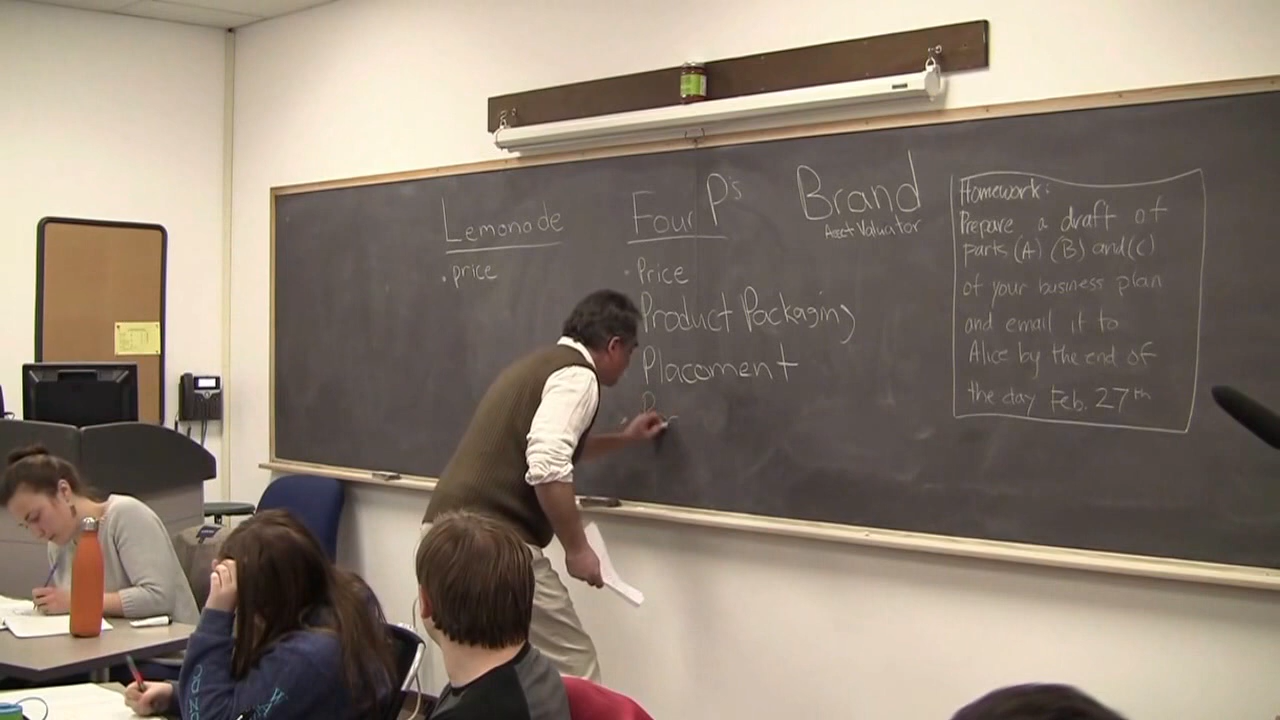 Lemonade
• price
Four P's
• Price
Product Packaging
Placement
Brand
Asset Valuator
Homework:
Prepare a draft of
parts (A) (B) and (C)
of your business plan
and email it to
Alice by the end of
the day Feb. 27th